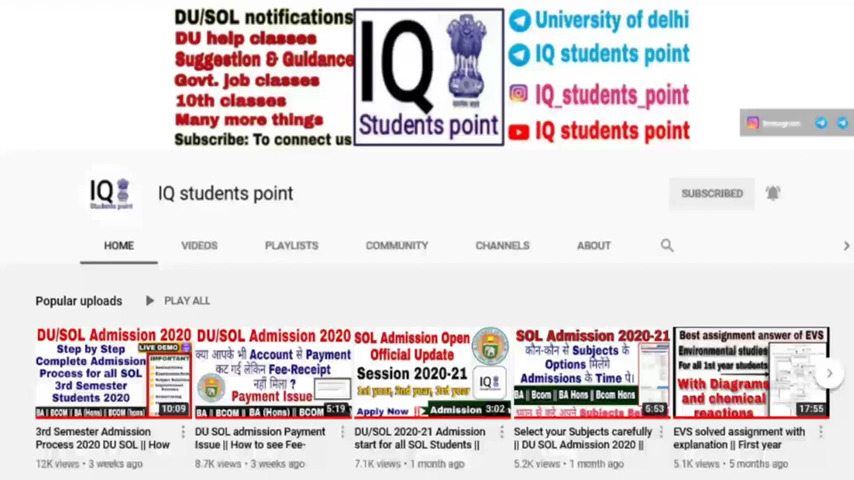 DU/SOL notifications
DU help classes
Suggestion & Guidance
Govt. job classes
10th classes
Many more things
Subscribe: To connect us
IQ
Students point
University of delhi
IQ students point
IQ_students_point
IQ students point
Instagram
IQ
Students point
IQ students point
SUBSCRIBED
HOME VIDEOS PLAYLISTS COMMUNITY CHANNELS ABOUT
Popular uploads PLAY ALL
DU/SOL Admission 2020
Step by Step
LIVE DEMO
Complete Admission
Process for all SOL
3rd Semester
Students 2020
IMPORTANT
BA | BCOM | BA (Hons) | BCOM
10:09
DU/SOL Admission 2020
क्या आपके भी Account से Payment
कट गई लेकिन Fee-Receipt
नहीं मिला ?
Payment Issue
BA | BCOM | BA (Hons) | BCOM
5:19
SOL Admission Open
Official Update
Session 2020-21
1st year, 2nd year, 3rd year
IQ
Apply Now
Admission
3:02
SOL Admission 2020-21
कौन-कौन से Subjects के
Options मिलेंगे
Admissions के Time पे।
BA | Bcom | BA Hons | Bcom Hons
5:53
Best assignment answer of EVS
Environmental studies
For all 1st year students
With Diagrams
and chemical
reactions
17:55
3rd Semester Admission
Process 2020 DU SOL || How
12K views • 3 weeks ago
DU SOL admission Payment
Issue || How to see Fee-
8.7K views • 3 weeks ago
DU/SOL 2020-21 Admission
start for all SOL Students ||
7.1K views • 1 month ago
Select your Subjects carefully
|| DU SOL Admission 2020 ||
5.2K views • 1 month ago
EVS solved assignment with
explanation || First year
5.1K views • 5 months ago